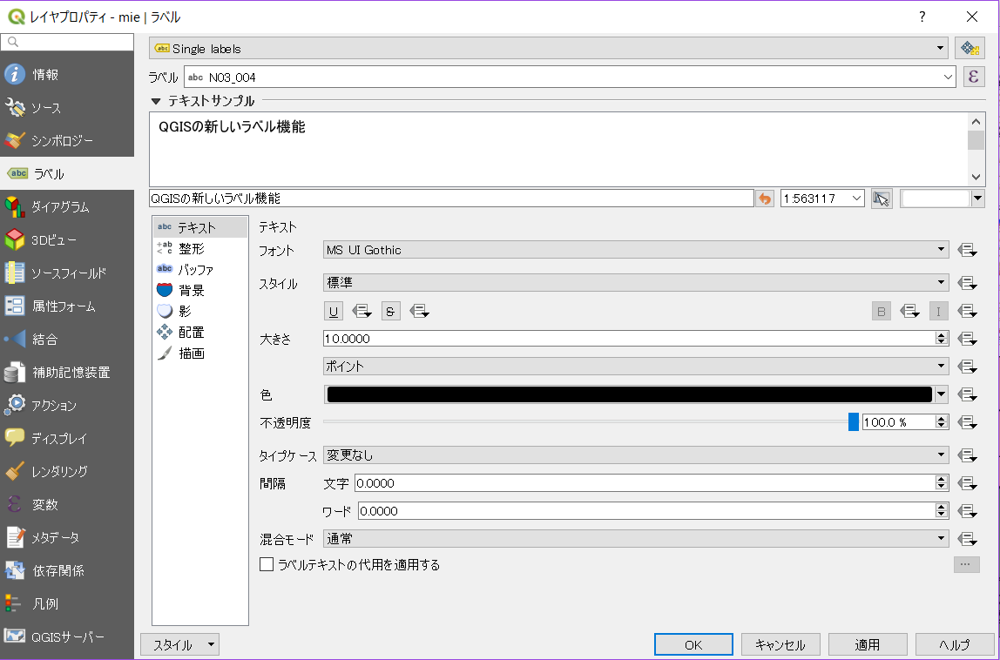 レイヤプロパティ - mie | ラベル
?
情報
ソース
シンボロジー
abc ラベル
ダイアグラム
3Dビュー
ソースフィールド
属性フォーム
結合
補助記憶装置
アクション
ディスプレイ
レンダリング
変数
メタデータ
依存関係
凡例
QGISサーバー
abc Single labels
ラベル abc N03_004 ε
テキストサンプル
QGISの新しいラベル機能
QGISの新しいラベル機能 1:563117
abc テキスト
+ab < c 整形
abc バッファ
背景
影
配置
描画
テキスト
フォント MS UI Gothic
スタイル 標準
U S B I
大きさ 10.0000
ポイント
色
不透明度 100.0 %
タイプケース 変更なし
間隔 文字 0.0000
ワード 0.0000
混合モード 通常
ラベルテキストの代用を適用する ...
スタイル OK キャンセル 適用 ヘルプ